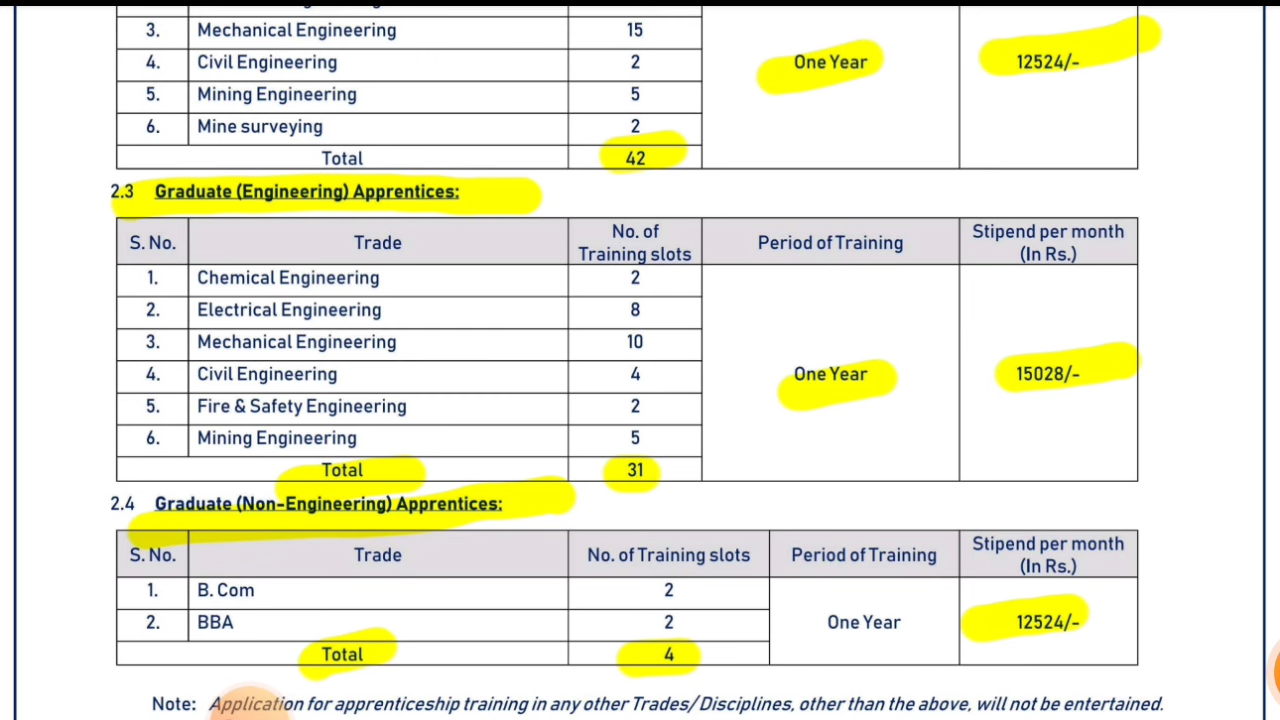 3. Mechanical Engineering 15
4. Civil Engineering 2 One Year 12524/-
5. Mining Engineering 5
6. Mine surveying 2
Total 42
2.3 Graduate (Engineering) Apprentices:
S. No. Trade No. of Training slots Period of Training Stipend per month (In Rs.)
1. Chemical Engineering 2
2. Electrical Engineering 8
3. Mechanical Engineering 10
4. Civil Engineering 4 One Year 15028/-
5. Fire & Safety Engineering 2
6. Mining Engineering 5
Total 31
2.4 Graduate (Non-Engineering) Apprentices:
S. No. Trade No. of Training slots Period of Training Stipend per month (In Rs.)
1. B. Com 2
2. BBA 2 One Year 12524/-
Total 4
Note: Application for apprenticeship training in any other Trades/Disciplines, other than the above, will not be entertained.